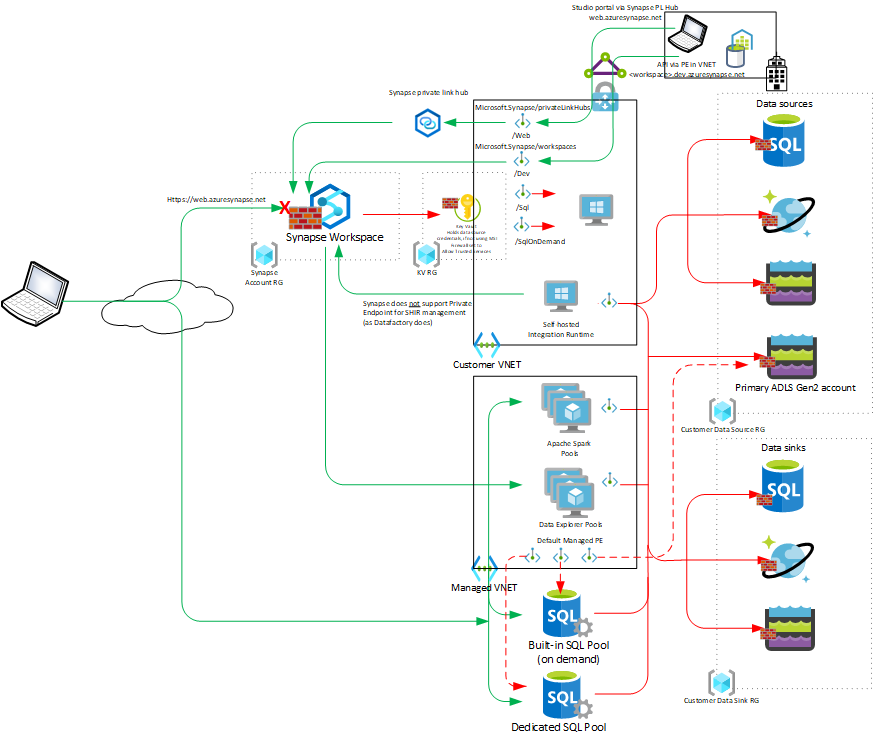 Studio portal via Synapse PL Hub
web.azuresynapse.net
API via PE in VNET
<workspace>.dev.azuresynapse.net
Synapse private link hub
Microsoft.Synapse/privateLinkHubs
/Web
Microsoft.Synapse/workspaces
/Dev
/Sql
/SqlOnDemand
Data sources
SQL
Https://web.azuresynapse.net
X
Synapse Workspace
Synapse
Account RG
Key Vault
Holds data source
credentials, if not using MSI
Firewall set to
Allow Trusted Services
KV RG
Synapse does not support Private
Endpoint for SHIR management
(as Datafactory does)
Self hosted
Integration Runtime
Customer VNET
Primary ADLS Gen2 account
Customer Data Source RG
Apache Spark
Pools
Data Explorer Pools
Default Managed PE
Managed VNET
Data sinks
SQL
SQL
Built-in SQL Pool
(on demand)
SQL
Dedicated SQL Pool
Customer Data Sink RG